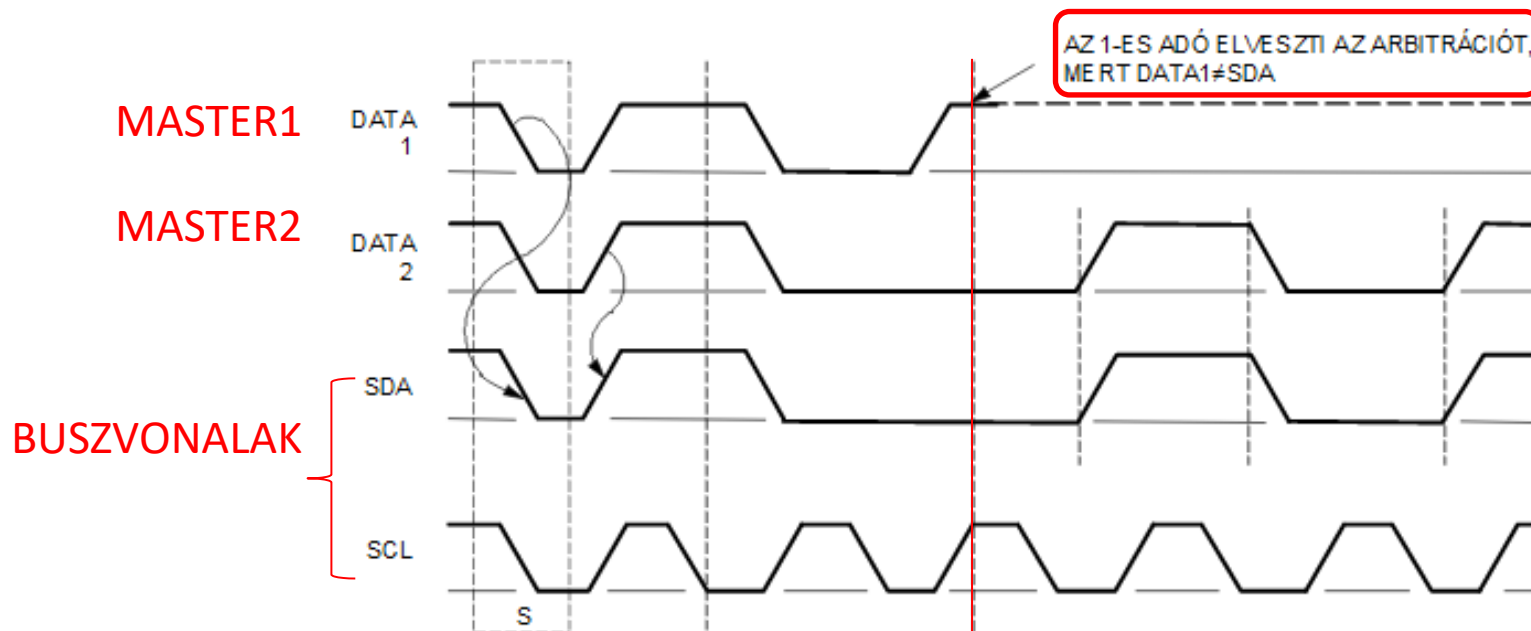 AZ 1-ES ADÓ ELVESZTI AZ ARBITRÁCIÓT,
MERT DATA1≠SDA
MASTER1
DATA
1
MASTER2
DATA
2
SDA
BUSZVONALAK
SCL
S